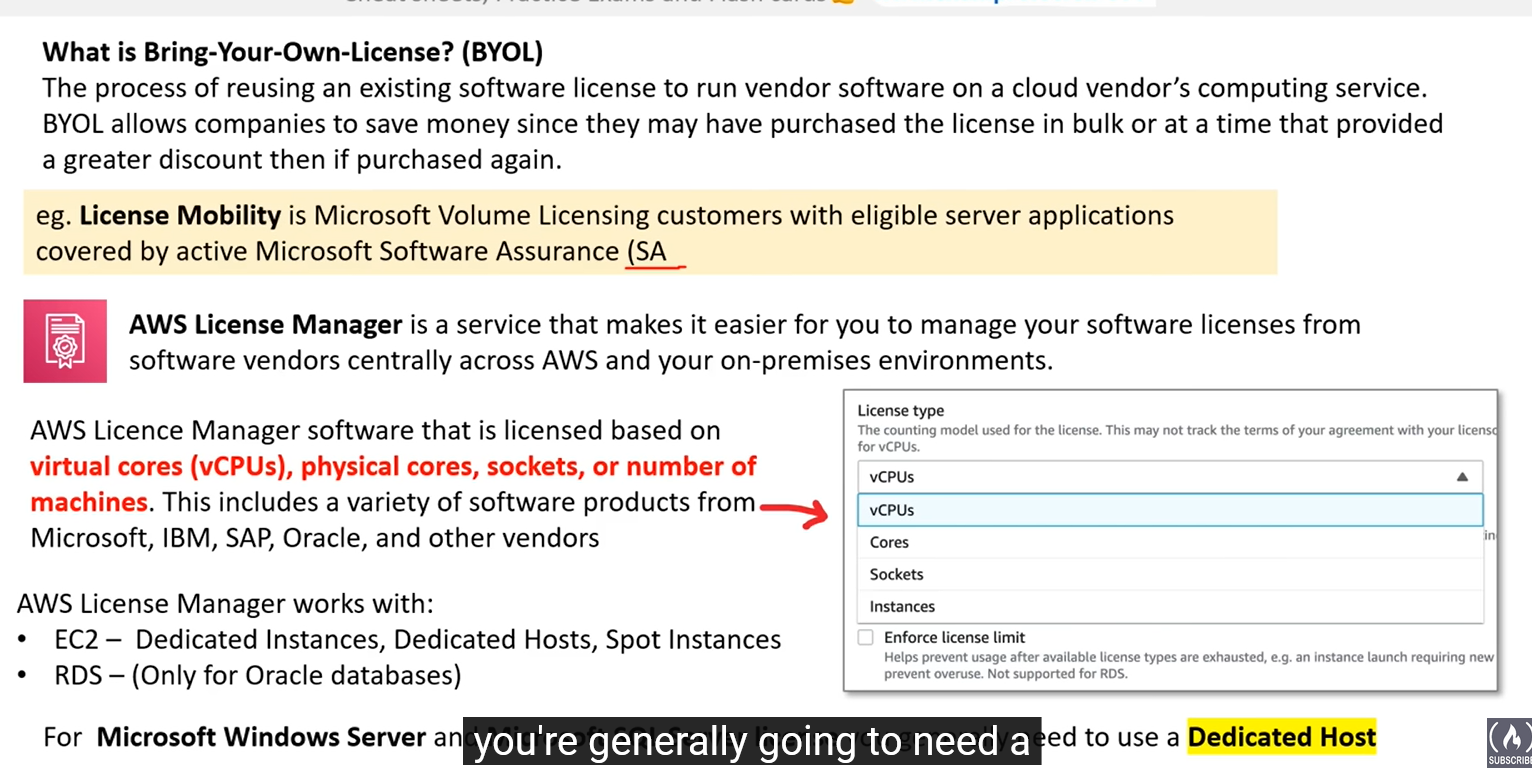 What is Bring-Your-Own-License? (BYOL)
The process of reusing an existing software license to run vendor software on a cloud vendor's computing service.
BYOL allows companies to save money since they may have purchased the license in bulk or at a time that provided
a greater discount then if purchased again.
eg. License Mobility is Microsoft Volume Licensing customers with eligible server applications
covered by active Microsoft Software Assurance (SA
AWS License Manager is a service that makes it easier for you to manage your software licenses from
software vendors centrally across AWS and your on-premises environments.
AWS Licence Manager software that is licensed based on
virtual cores (vCPUs), physical cores, sockets, or number of
machines. This includes a variety of software products from
Microsoft, IBM, SAP, Oracle, and other vendors
License type
The counting model used for the license. This may not track the terms of your agreement with your
for vCPUs.
vCPUs
vCPUs
Cores
Sockets
Instances
Enforce license limit
Helps prevent usage after available license types are exhausted, e.g. an instance launch requiring new
prevent overuse. Not supported for RDS.
AWS License Manager works with:
• EC2 – Dedicated Instances, Dedicated Hosts, Spot Instances
• RDS – (Only for Oracle databases)
For Microsoft Windows Server and need to use a Dedicated Host
you're generally going to need a
SUBSCRIBE